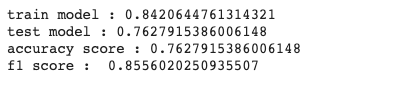 train model : 0.8420644761314321
test model : 0.7627915386006148
accuracy score : 0.7627915386006148
f1 score :  0.8556020250935507